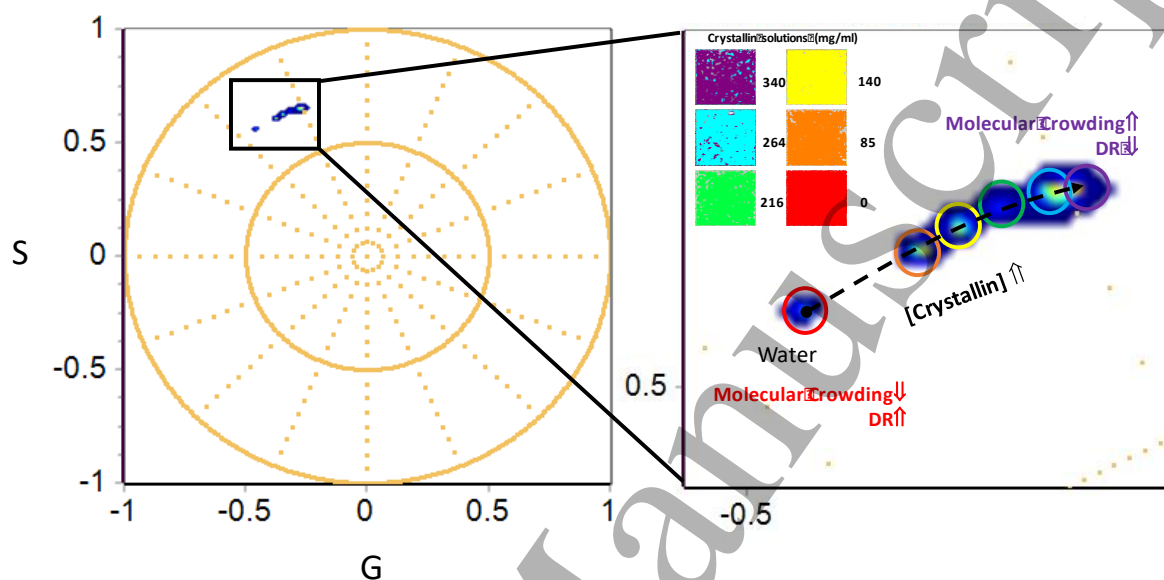 S
1
0.5
0
-0.5
-1
-1
-0.5
0
0.5
1
G
Crystallin solutions (mg/ml)
340
140
264
85
216
0
Molecular Crowding⇑
DR ⇓
[Crystallin] ⇑
Water
Molecular Crowding⇓
DR⇑
0.5
-0.5
Manuscri